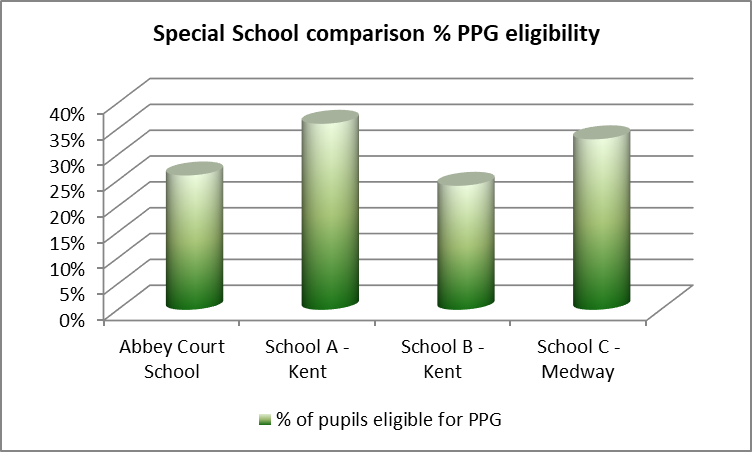 Special School comparison % PPG eligibility
40%
35%
30%
25%
20%
15%
10%
5%
0%
Abbey Court
School
School A -
Kent
School B -
Kent
School C -
Medway
% of pupils eligible for PPG